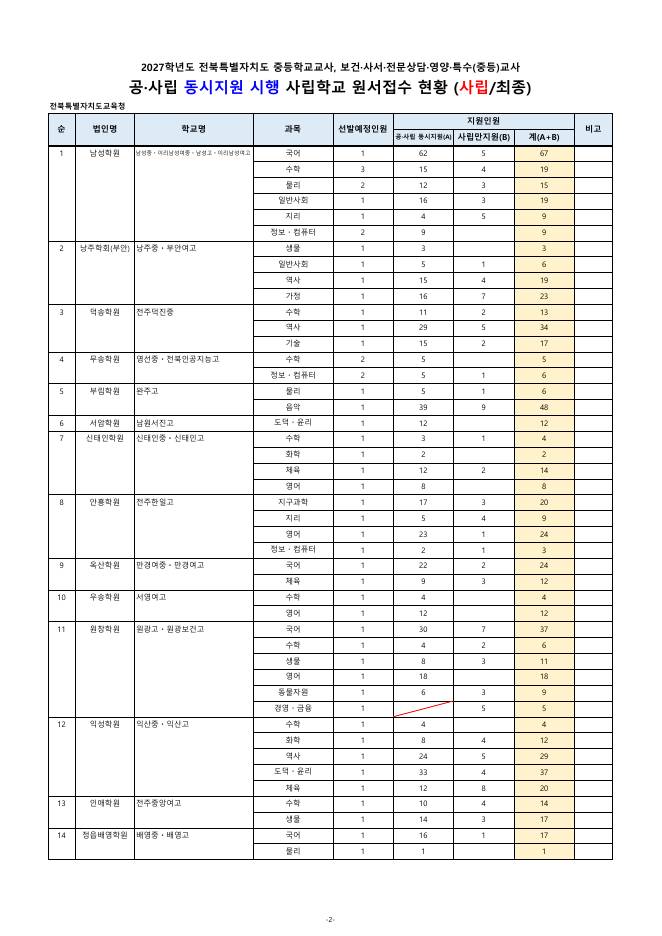 2027학년도 전북특별자치도 중등학교교사, 보건·사서·전문상담·영양·특수(중등)교사
공·사립 동시지원 시행 사립학교 원서접수 현황 (사립/최종)
전북특별자치도교육청
순 법인명 학교명 과목 선발예정인원 지원인원 비고
공·사립 동시지원(A) 사립만지원(B) 계(A+B)
1 남성학원 남성중·이리남성여중·남성고·이리남성여고 국어 1 62 5 67
수학 3 15 4 19
물리 2 12 3 15
일반사회 1 16 3 19
지리 1 4 5 9
정보·컴퓨터 2 9 9
2 낭주학회(부안) 낭주중·부안여고 생물 1 3 3
일반사회 1 5 1 6
역사 1 15 4 19
가정 1 16 7 23
3 덕송학원 전주덕진중 수학 1 11 2 13
역사 1 29 5 34
기술 1 15 2 17
4 무송학원 영선중·전북인공지능고 수학 2 5 5
정보·컴퓨터 2 5 1 6
5 부림학원 완주고 물리 1 5 1 6
음악 1 39 9 48
6 서암학원 남원서진고 도덕·윤리 1 12 12
7 신태인학원 신태인중·신태인고 수학 1 3 1 4
화학 1 2 2
체육 1 12 2 14
영어 1 8 8
8 안홍학원 전주한일고 지구과학 1 17 3 20
지리 1 5 4 9
영어 1 23 1 24
정보·컴퓨터 1 2 1 3
9 옥산학원 만경여중·만경여고 국어 1 22 2 24
체육 1 9 3 12
10 우송학원 서영여고 수학 1 4 4
영어 1 12 12
11 원창학원 원광고·원광보건고 국어 1 30 7 37
수학 1 4 2 6
생물 1 8 3 11
영어 1 18 18
동물자원 1 6 3 9
경영·금융 1 5 5
12 익성학원 익산중·익산고 수학 1 4 4
화학 1 8 4 12
역사 1 24 5 29
도덕·윤리 1 33 4 37
체육 1 12 8 20
13 인애학원 전주중앙여고 수학 1 10 4 14
생물 1 14 3 17
14 정읍배영학원 배영중·배영고 국어 1 16 1 17
물리 1 1 1
-2-